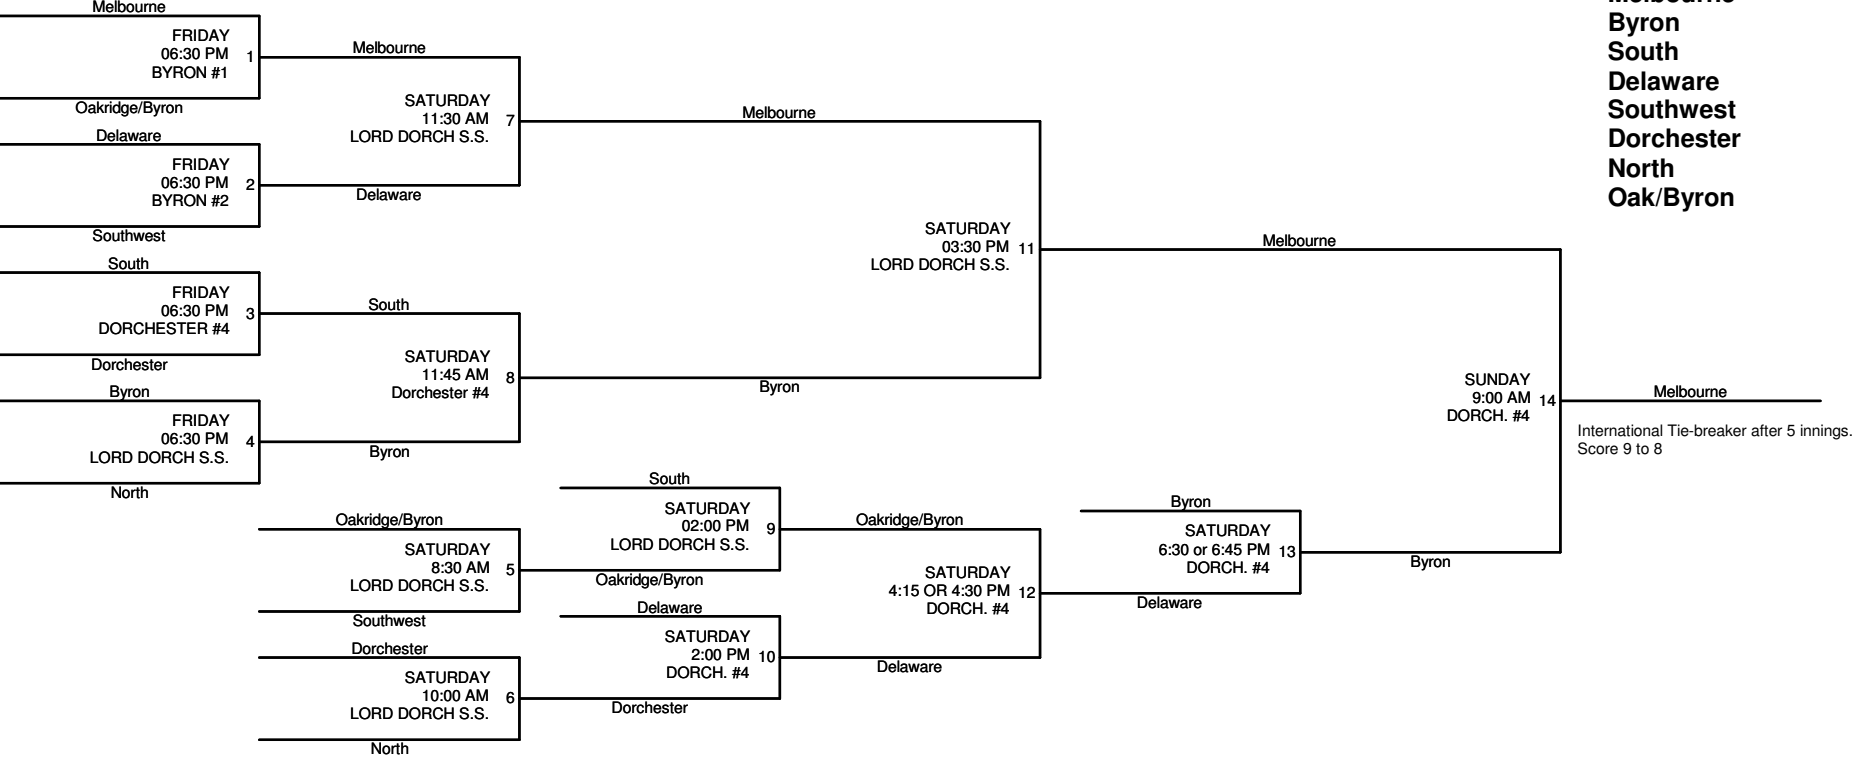 Melbourne
FRIDAY
06:30 PM
BYRON #1
1
Oakridge/Byron
Delaware
FRIDAY
06:30 PM
BYRON #2
2
Southwest
South
FRIDAY
06:30 PM
DORCHESTER #4
3
Dorchester
Byron
FRIDAY
06:30 PM
LORD DORCH S.S.
4
North
Melbourne
SATURDAY
11:30 AM
LORD DORCH S.S.
7
Delaware
South
SATURDAY
11:45 AM
Dorchester #4
8
Byron
Oakridge/Byron
SATURDAY
8:30 AM
LORD DORCH S.S.
5
Southwest
Dorchester
SATURDAY
10:00 AM
LORD DORCH S.S.
6
North
South
SATURDAY
02:00 PM
LORD DORCH S.S.
9
Oakridge/Byron
Delaware
SATURDAY
2:00 PM
DORCH. #4
10
Dorchester
Melbourne
SATURDAY
03:30 PM
LORD DORCH S.S.
11
Byron
Oakridge/Byron
SATURDAY
4:15 OR 4:30 PM
DORCH. #4
12
Delaware
Byron
SATURDAY
6:30 or 6:45 PM
DORCH. #4
13
Delaware
Melbourne
SUNDAY
9:00 AM
DORCH. #4
14
Byron
Melbourne
International Tie-breaker after 5 innings.
Score 9 to 8
Melbourne
Byron
South
Delaware
Southwest
Dorchester
North
Oak/Byron